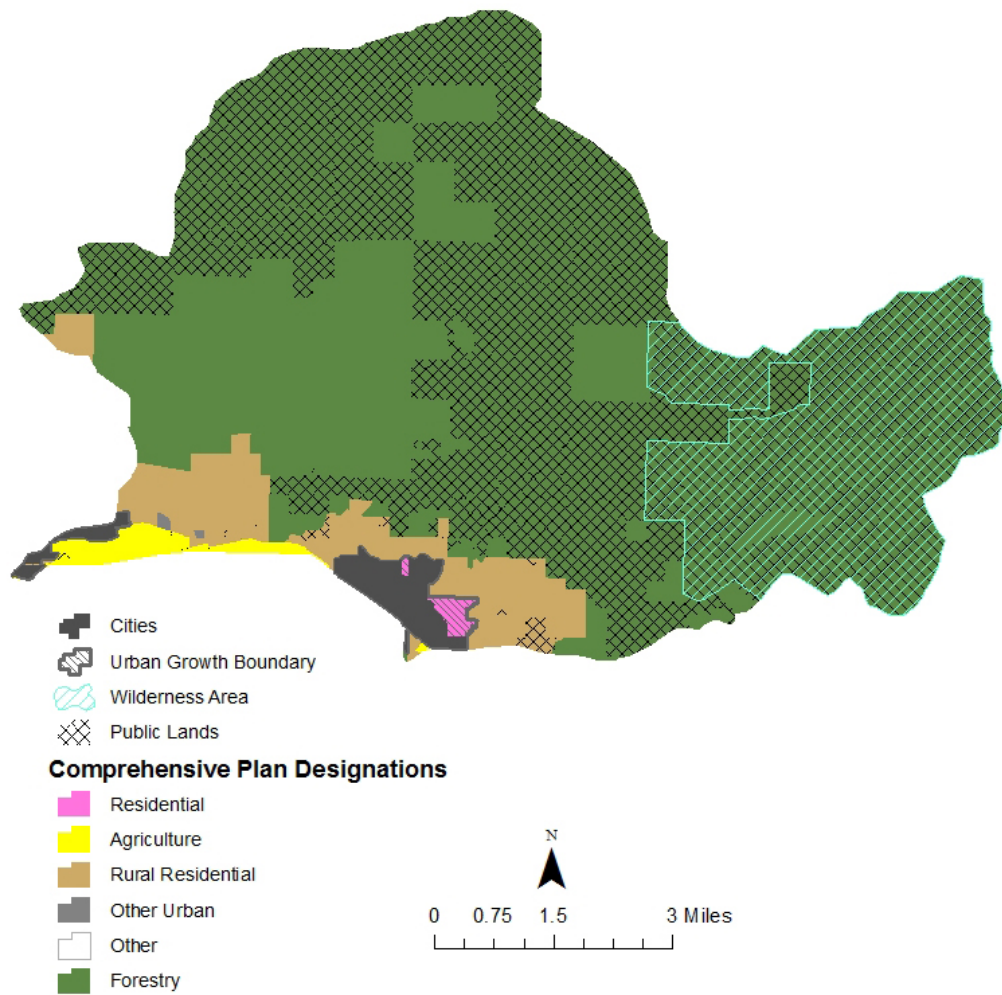 Cities
Urban Growth Boundary
Wilderness Area
Public Lands
Comprehensive Plan Designations
Residential
Agriculture
Rural Residential
Other Urban
Other
Forestry
N
0 0.75 1.5 3 Miles